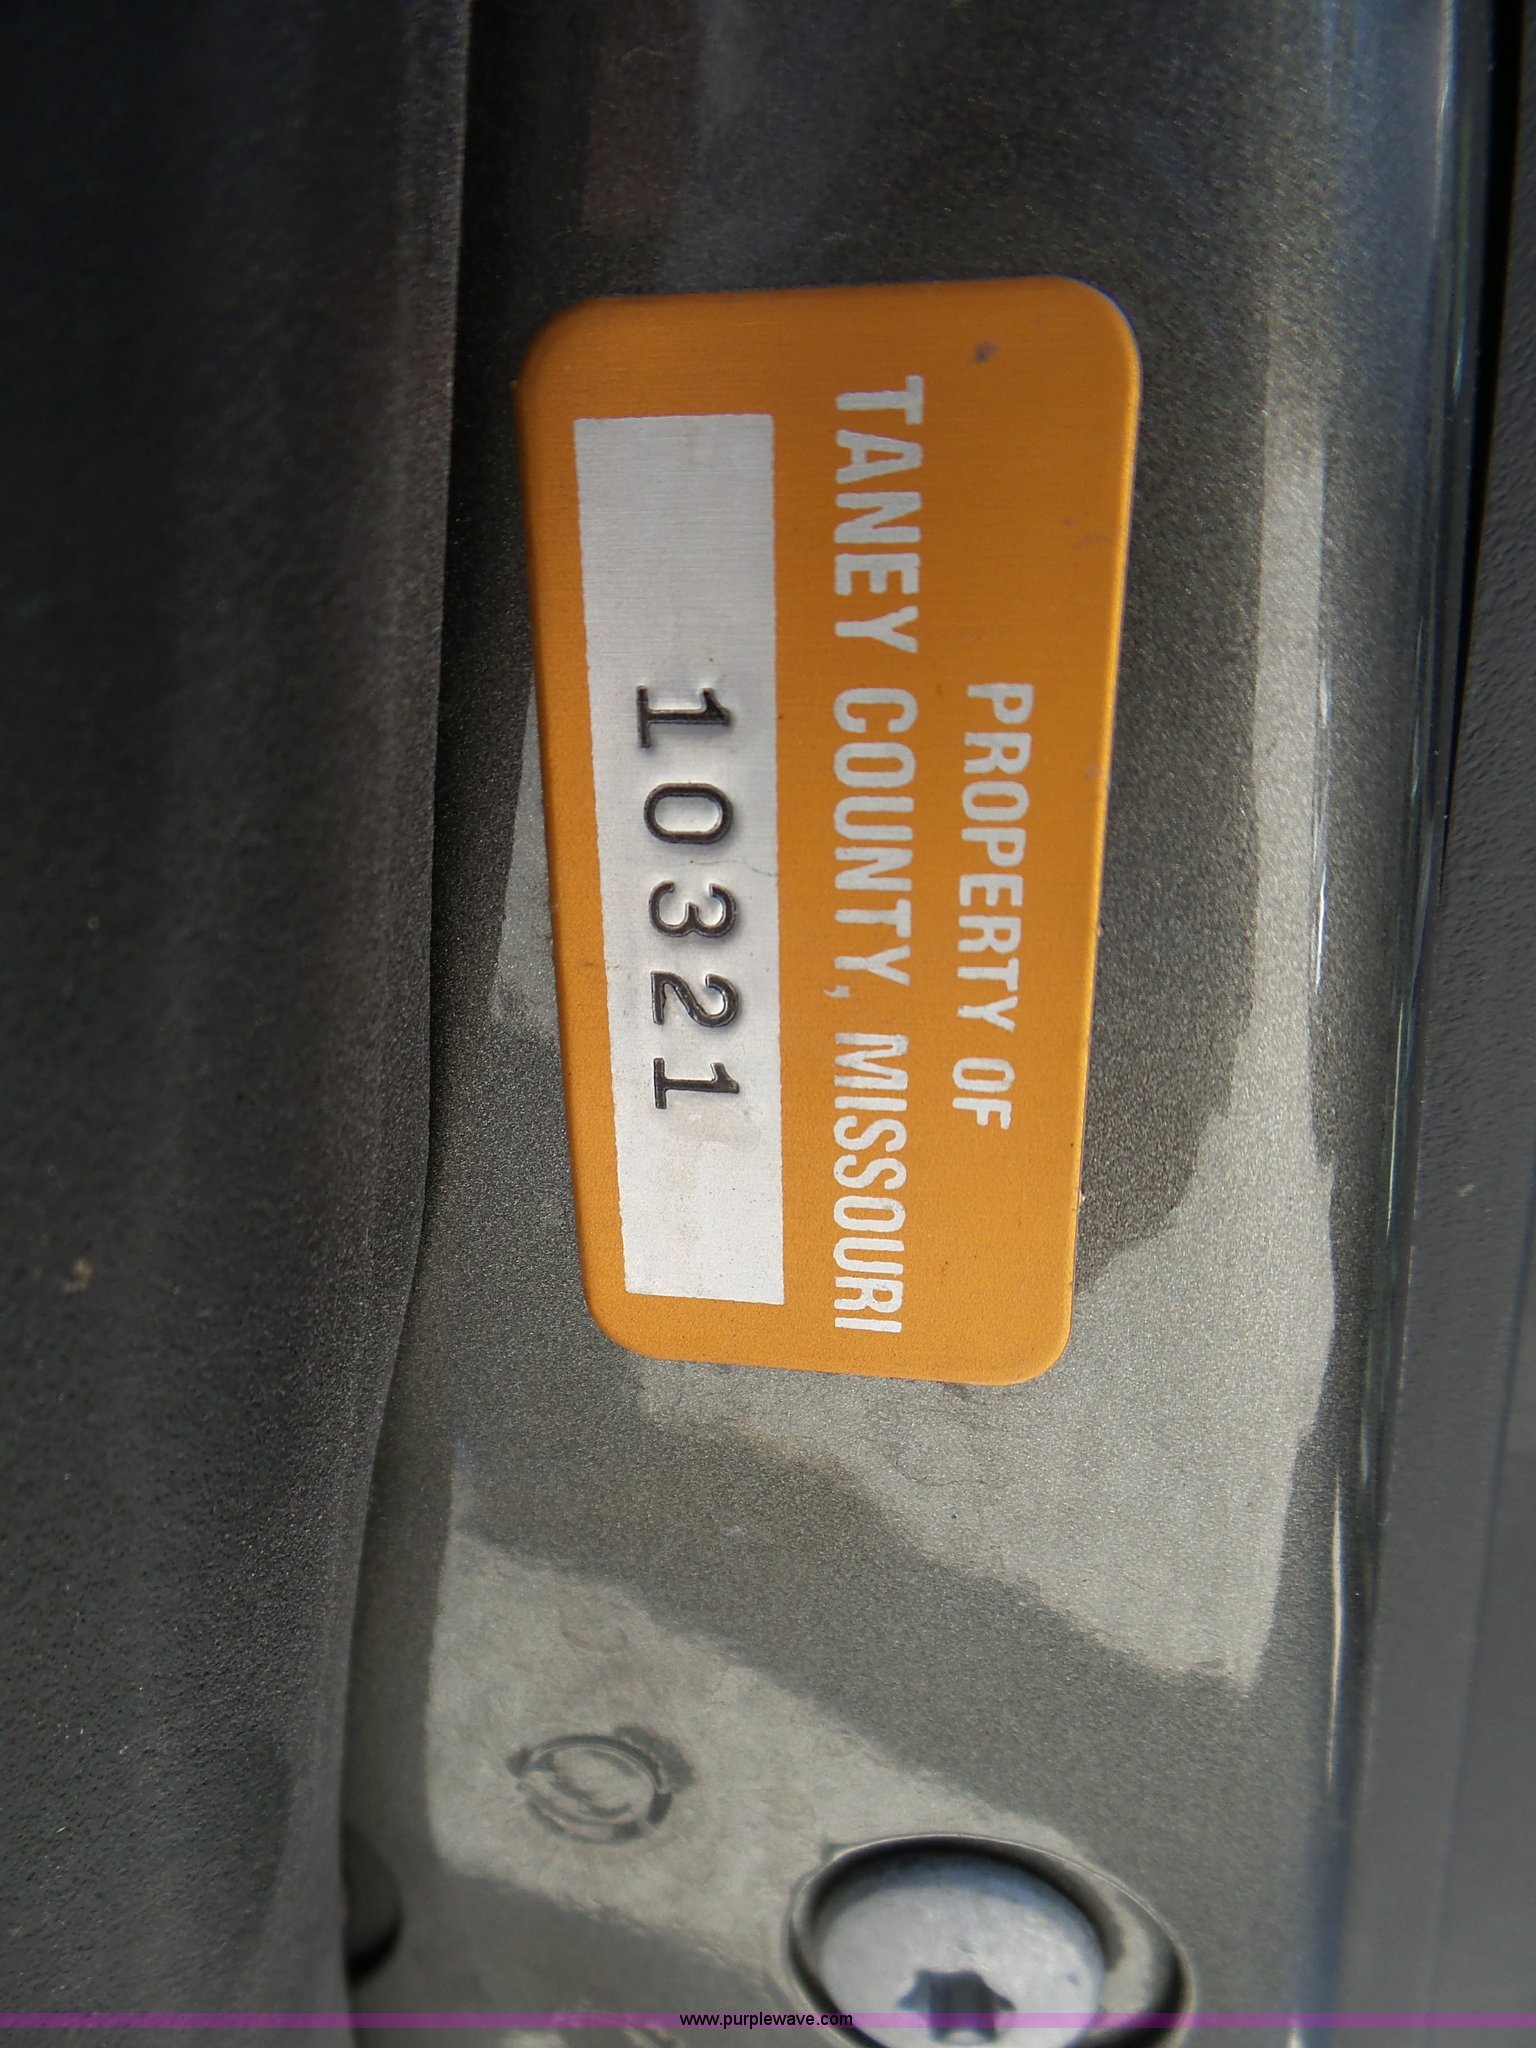 PROPERTY OF
TANEY COUNTY, MISSOURI
10321
www.purplewave.com